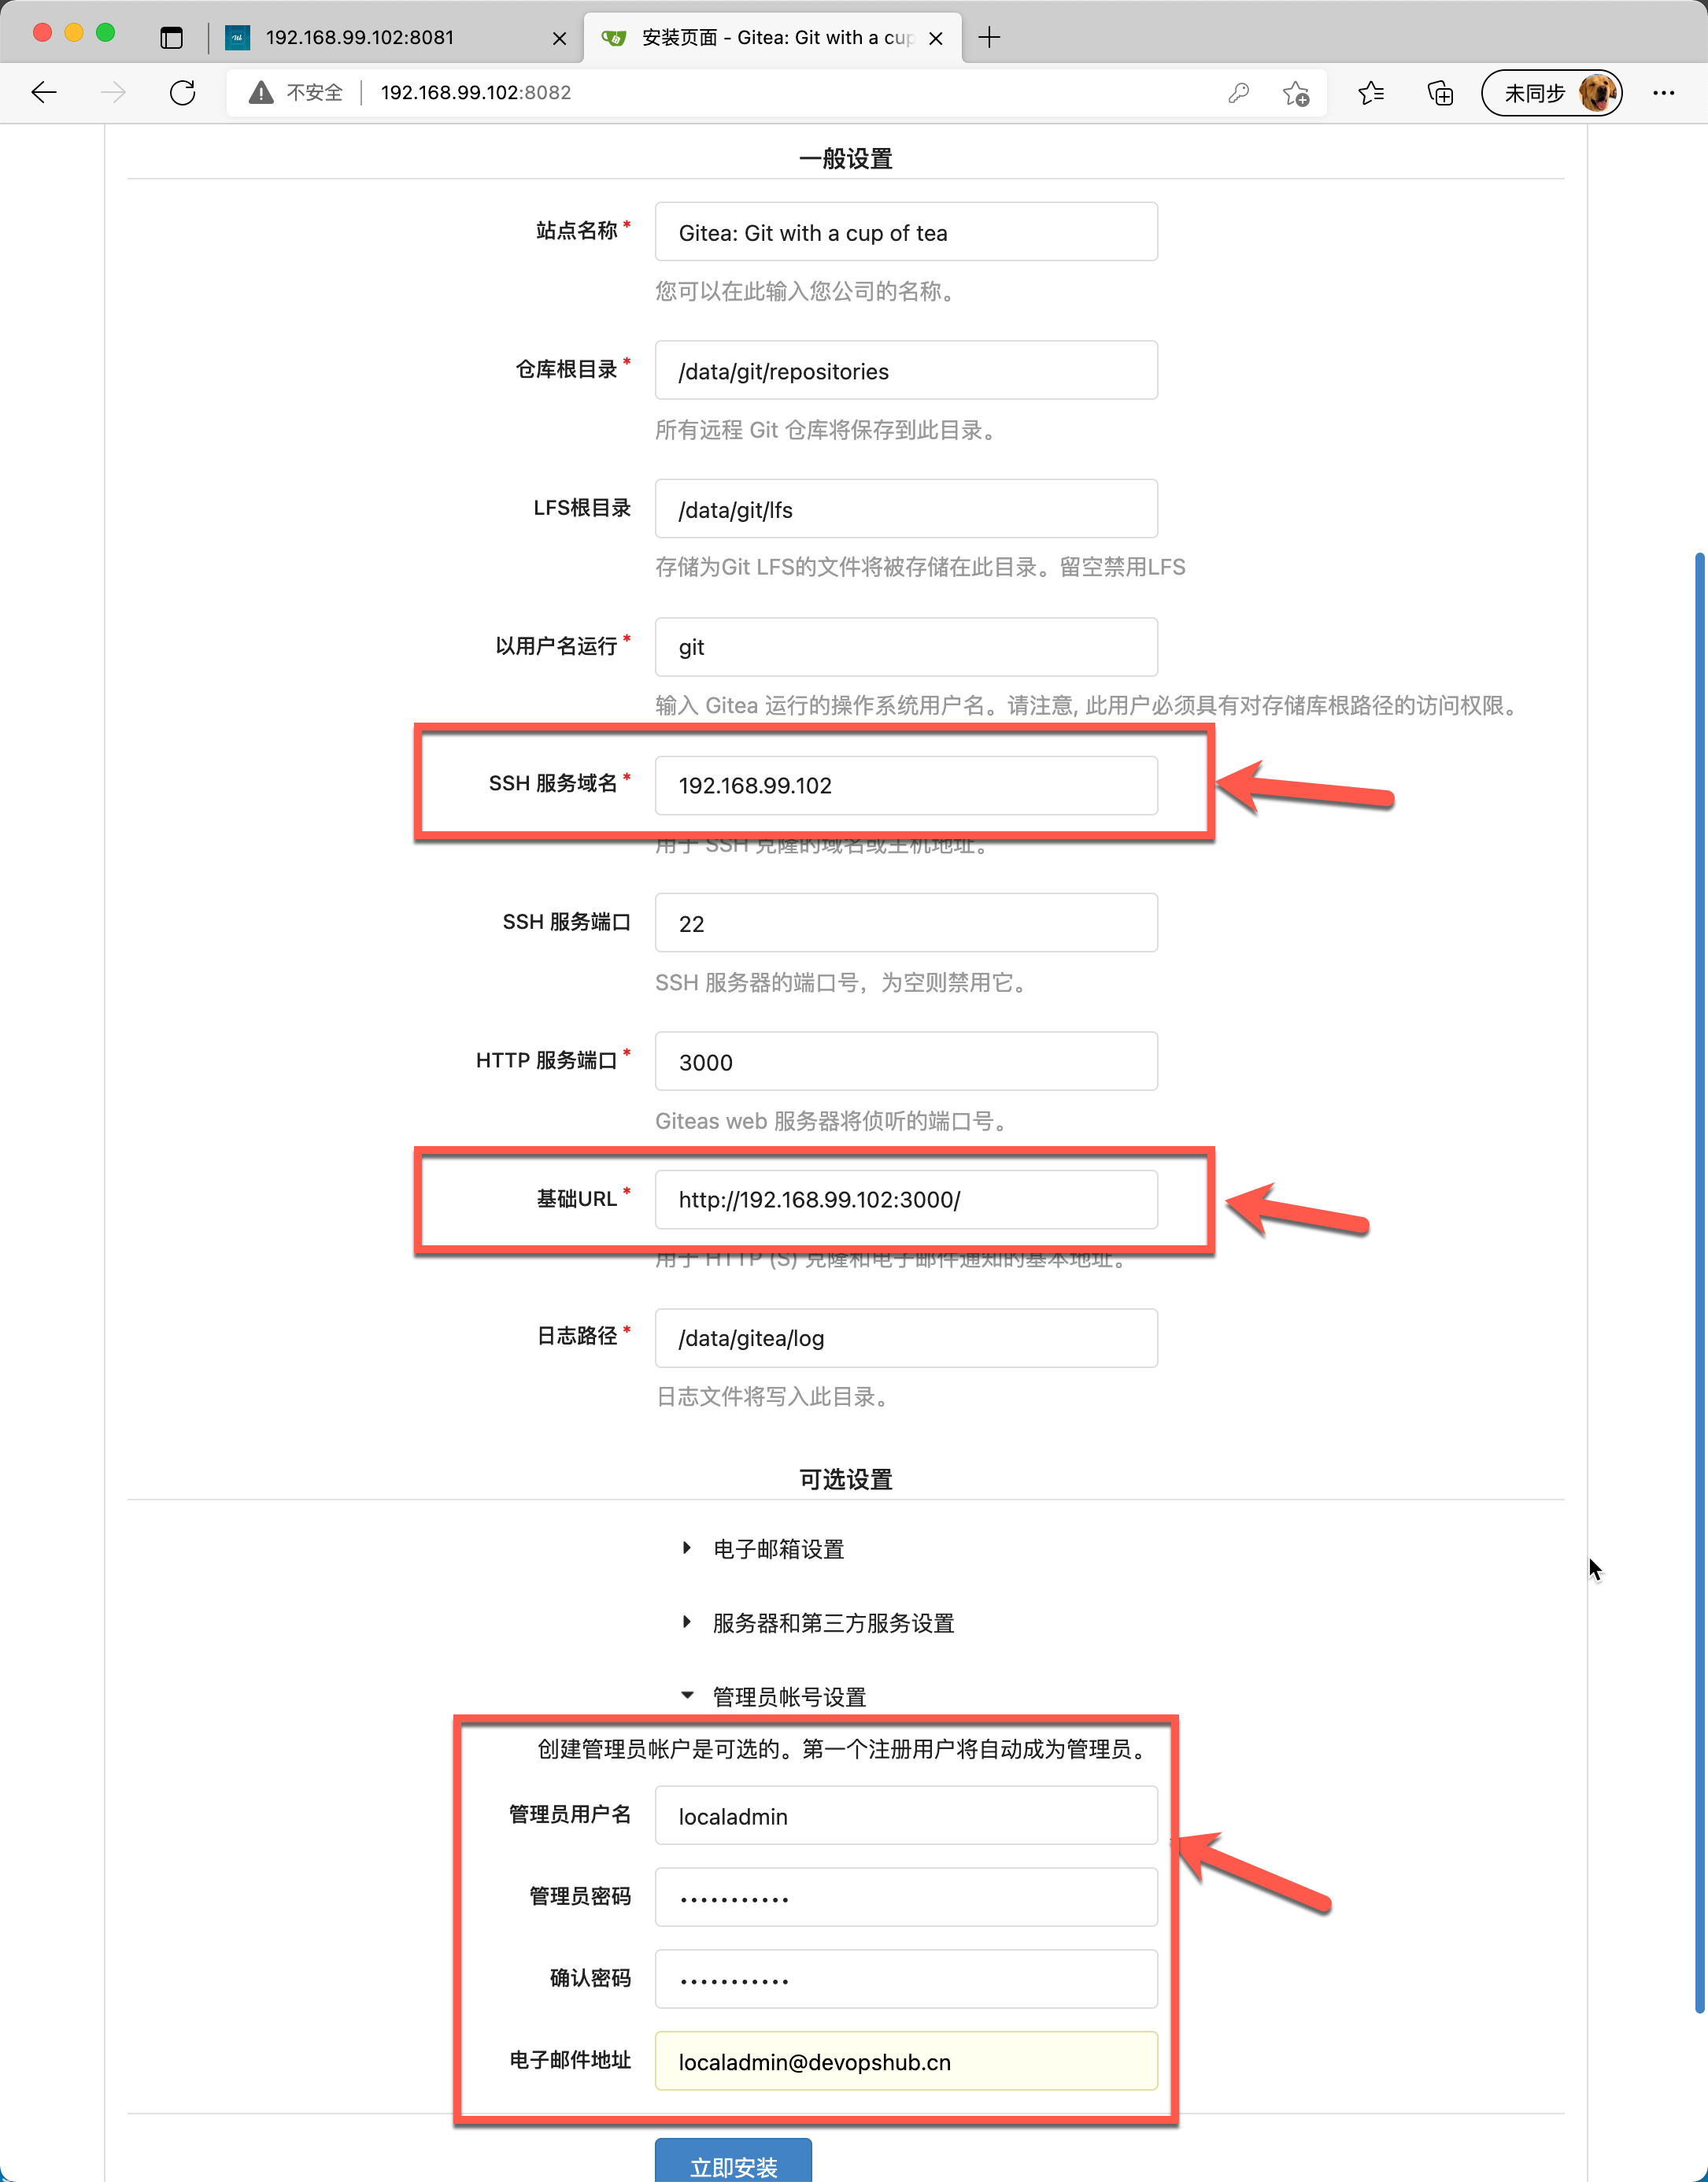 192.168.99.102:8081
安装页面 - Gitea: Git with a cup
不安全
192.168.99.102:8082
未同步
一般设置
站点名称 *
Gitea: Git with a cup of tea
您可以在此输入您公司的名称。
仓库根目录 *
/data/git/repositories
所有远程 Git 仓库将保存到此目录。
LFS根目录
/data/git/lfs
存储为Git LFS的文件将被存储在此目录。留空禁用LFS
以用户名运行 *
git
输入 Gitea 运行的操作系统用户名。请注意, 此用户必须具有对存储库根路径的访问权限。
SSH 服务域名 *
192.168.99.102
用于 SSH 克隆的域名或主机地址。
SSH 服务端口
22
SSH 服务器的端口号，为空则禁用它。
HTTP 服务端口 *
3000
Giteas web 服务器将侦听的端口号。
基础URL *
http://192.168.99.102:3000/
用于 HTTP (S) 克隆和电子邮件通知的基本地址。
日志路径 *
/data/gitea/log
日志文件将写入此目录。
可选设置
电子邮箱设置
服务器和第三方服务设置
管理员帐号设置
创建管理员帐户是可选的。第一个注册用户将自动成为管理员。
管理员用户名
localadmin
管理员密码
•••••••••••
确认密码
•••••••••••
电子邮件地址
localadmin@devopshub.cn
立即安装